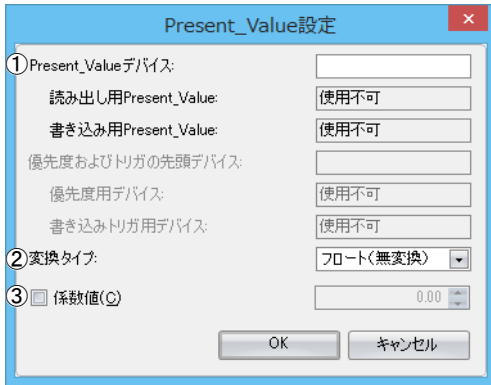 Present_Value設定
①Present_Valueデバイス:
読み出し用Present_Value: 使用不可
書き込み用Present_Value: 使用不可
優先度およびトリガの先頭デバイス:
優先度用デバイス: 使用不可
書き込みトリガ用デバイス: 使用不可
②変換タイプ: フロート(無変換)
③係数値(C) 0.00
OK キャンセル